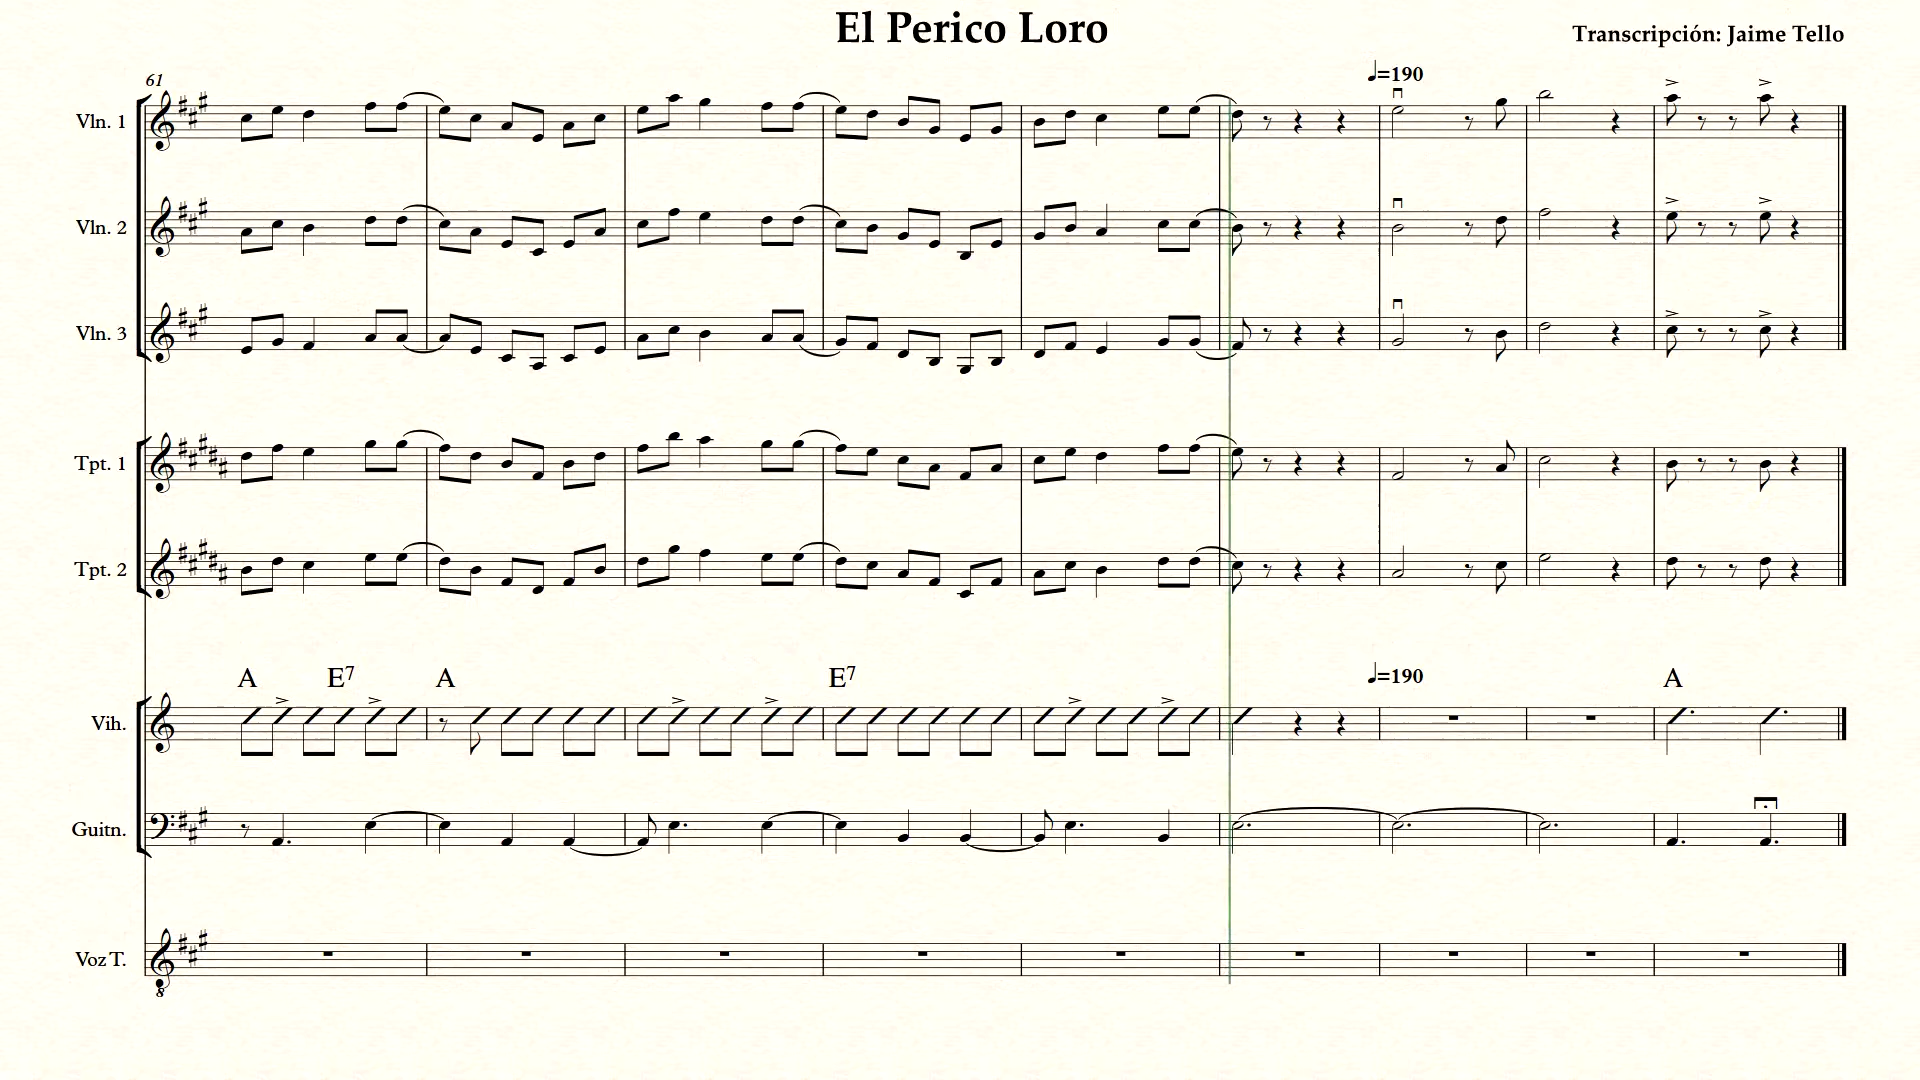 El Perico Loro
Transcripción: Jaime Tello
61
♩=190
Vln. 1
Vln. 2
Vln. 3
Tpt. 1
Tpt. 2
A E7 A E7 ♩=190 A
Vih.
Guitn.
Voz T.
8